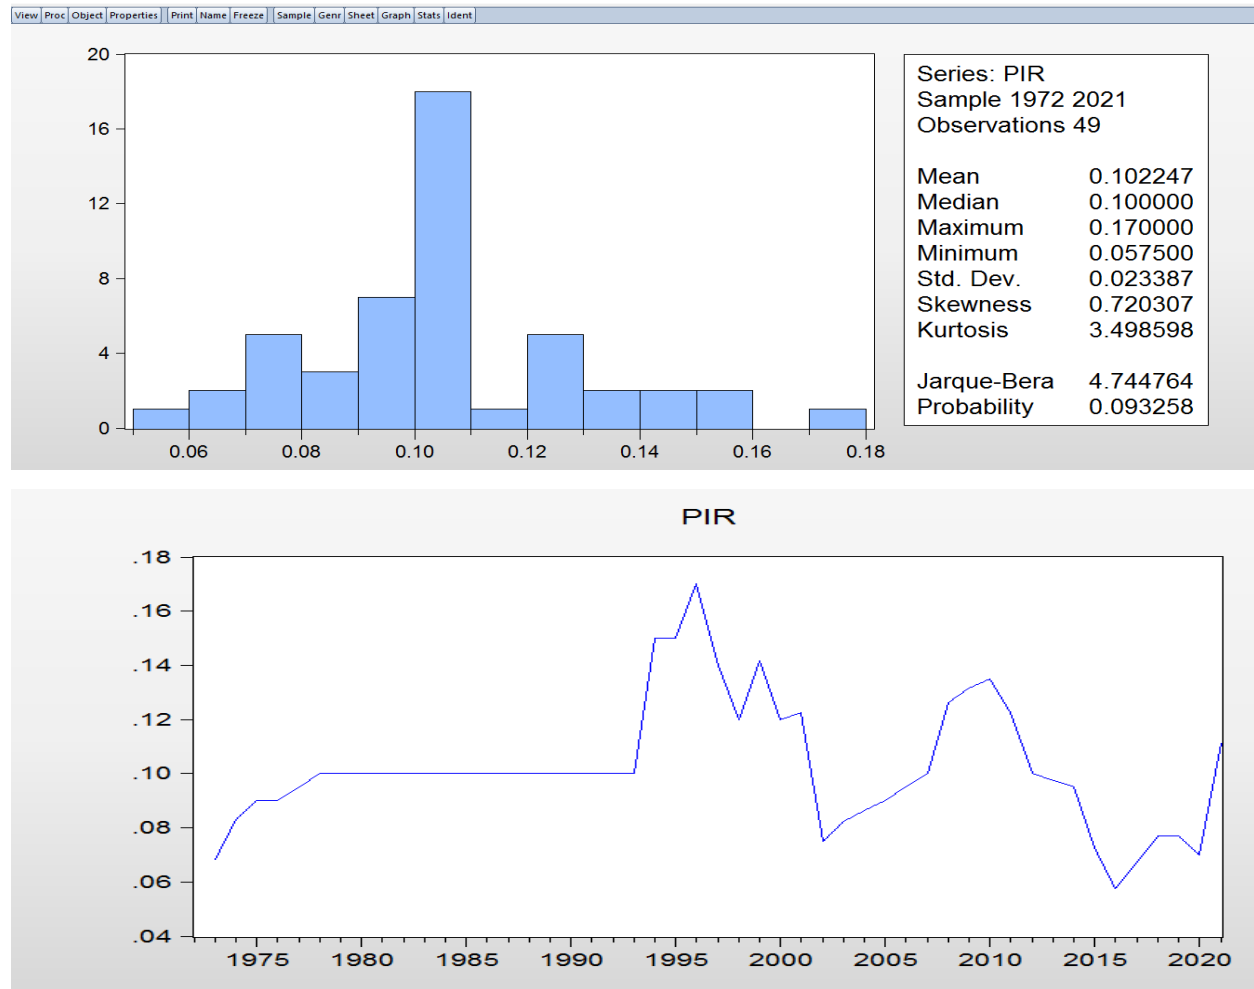 View Proc Object Properties Print Name Freeze Sample Genr Sheet Graph Stats Ident
20
16
12
8
4
0
0.06 0.08 0.10 0.12 0.14 0.16 0.18
Series: PIR
Sample 1972 2021
Observations 49
Mean 0.102247
Median 0.100000
Maximum 0.170000
Minimum 0.057500
Std. Dev. 0.023387
Skewness 0.720307
Kurtosis 3.498598
Jarque-Bera 4.744764
Probability 0.093258
PIR
.18
.16
.14
.12
.10
.08
.06
.04
1975 1980 1985 1990 1995 2000 2005 2010 2015 2020